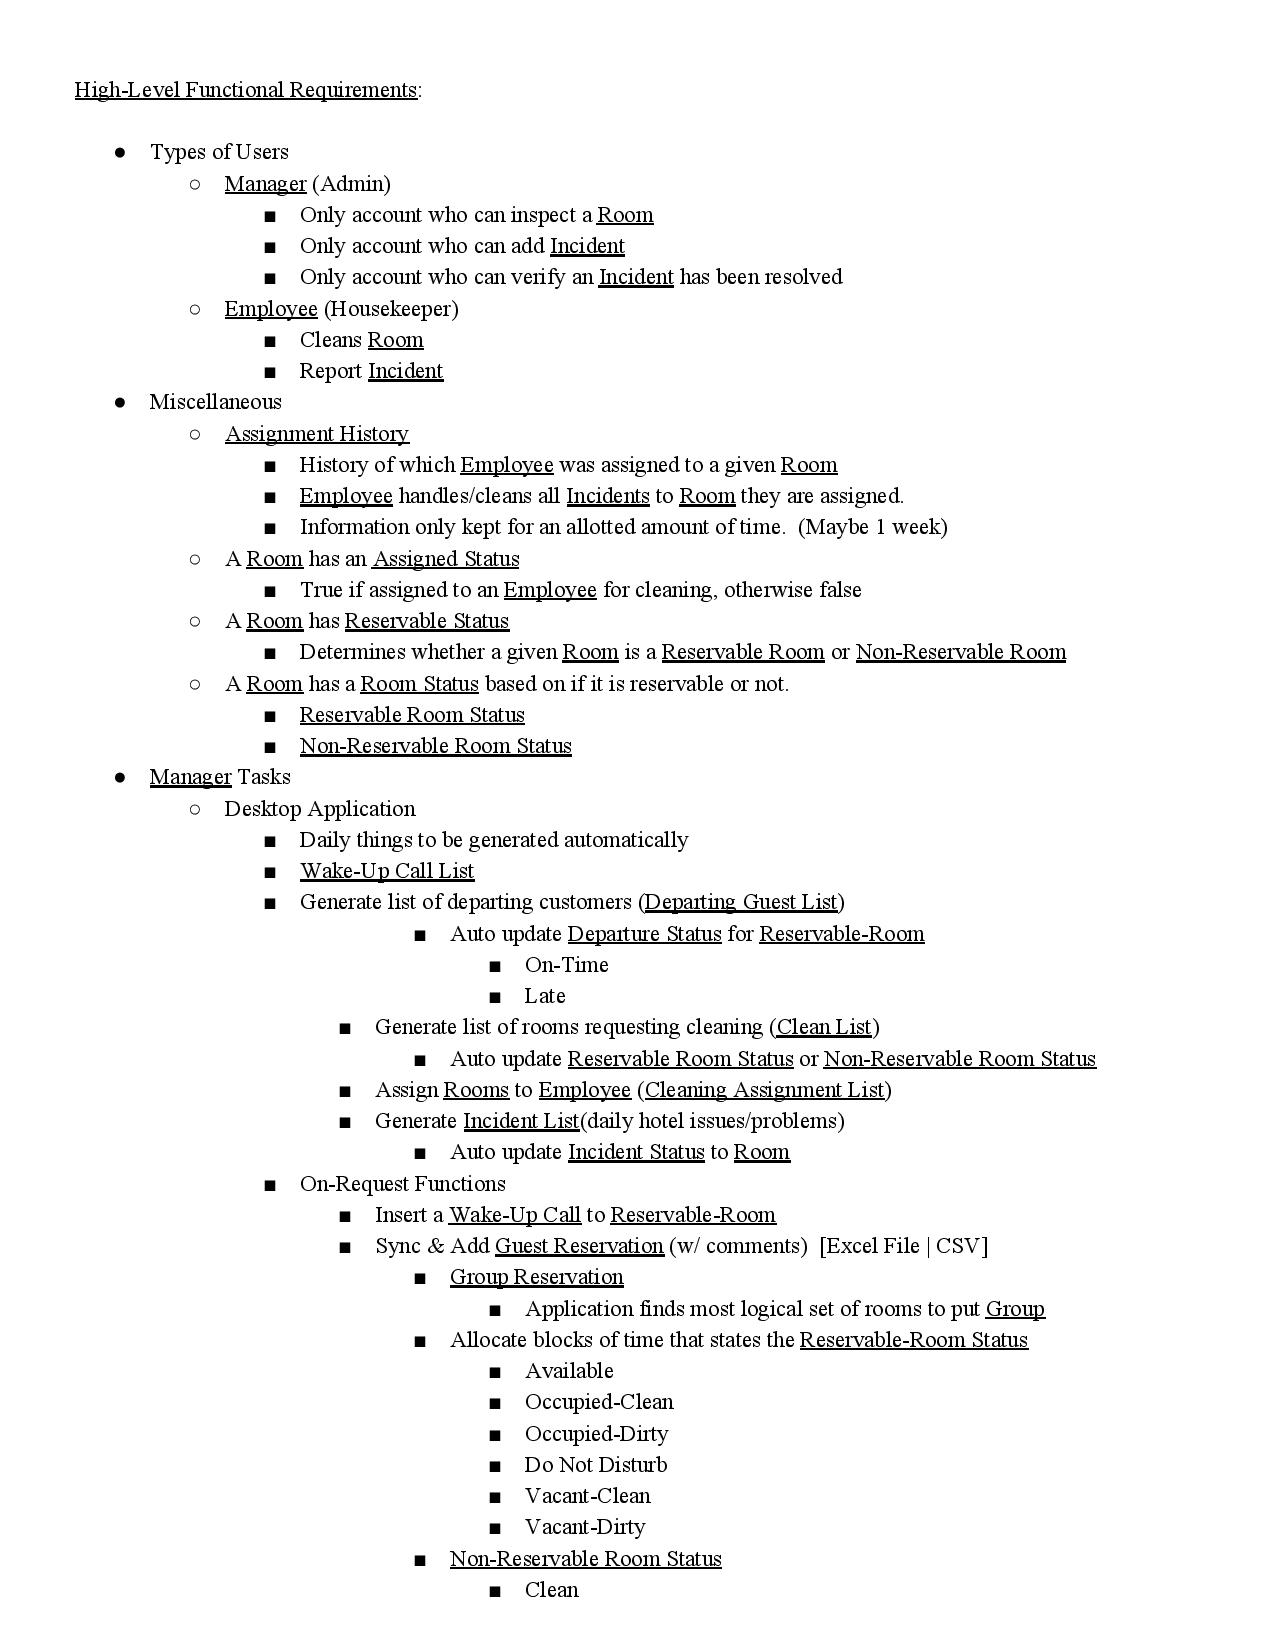 High-Level Functional Requirements:
● Types of Users
○ Manager (Admin)
■ Only account who can inspect a Room
■ Only account who can add Incident
■ Only account who can verify an Incident has been resolved
○ Employee (Housekeeper)
■ Cleans Room
■ Report Incident
● Miscellaneous
○ Assignment History
■ History of which Employee was assigned to a given Room
■ Employee handles/cleans all Incidents to Room they are assigned.
■ Information only kept for an allotted amount of time.  (Maybe 1 week)
○ A Room has an Assigned Status
■ True if assigned to an Employee for cleaning, otherwise false
○ A Room has Reservable Status
■ Determines whether a given Room is a Reservable Room or Non-Reservable Room
○ A Room has a Room Status based on if it is reservable or not.
■ Reservable Room Status
■ Non-Reservable Room Status
● Manager Tasks
○ Desktop Application
■ Daily things to be generated automatically
■ Wake-Up Call List
■ Generate list of departing customers (Departing Guest List)
■ Auto update Departure Status for Reservable-Room
■ On-Time
■ Late
■ Generate list of rooms requesting cleaning (Clean List)
■ Auto update Reservable Room Status or Non-Reservable Room Status
■ Assign Rooms to Employee (Cleaning Assignment List)
■ Generate Incident List(daily hotel issues/problems)
■ Auto update Incident Status to Room
■ On-Request Functions
■ Insert a Wake-Up Call to Reservable-Room
■ Sync & Add Guest Reservation (w/ comments)  [Excel File | CSV]
■ Group Reservation
■ Application finds most logical set of rooms to put Group
■ Allocate blocks of time that states the Reservable-Room Status
■ Available
■ Occupied-Clean
■ Occupied-Dirty
■ Do Not Disturb
■ Vacant-Clean
■ Vacant-Dirty
■ Non-Reservable Room Status
■ Clean